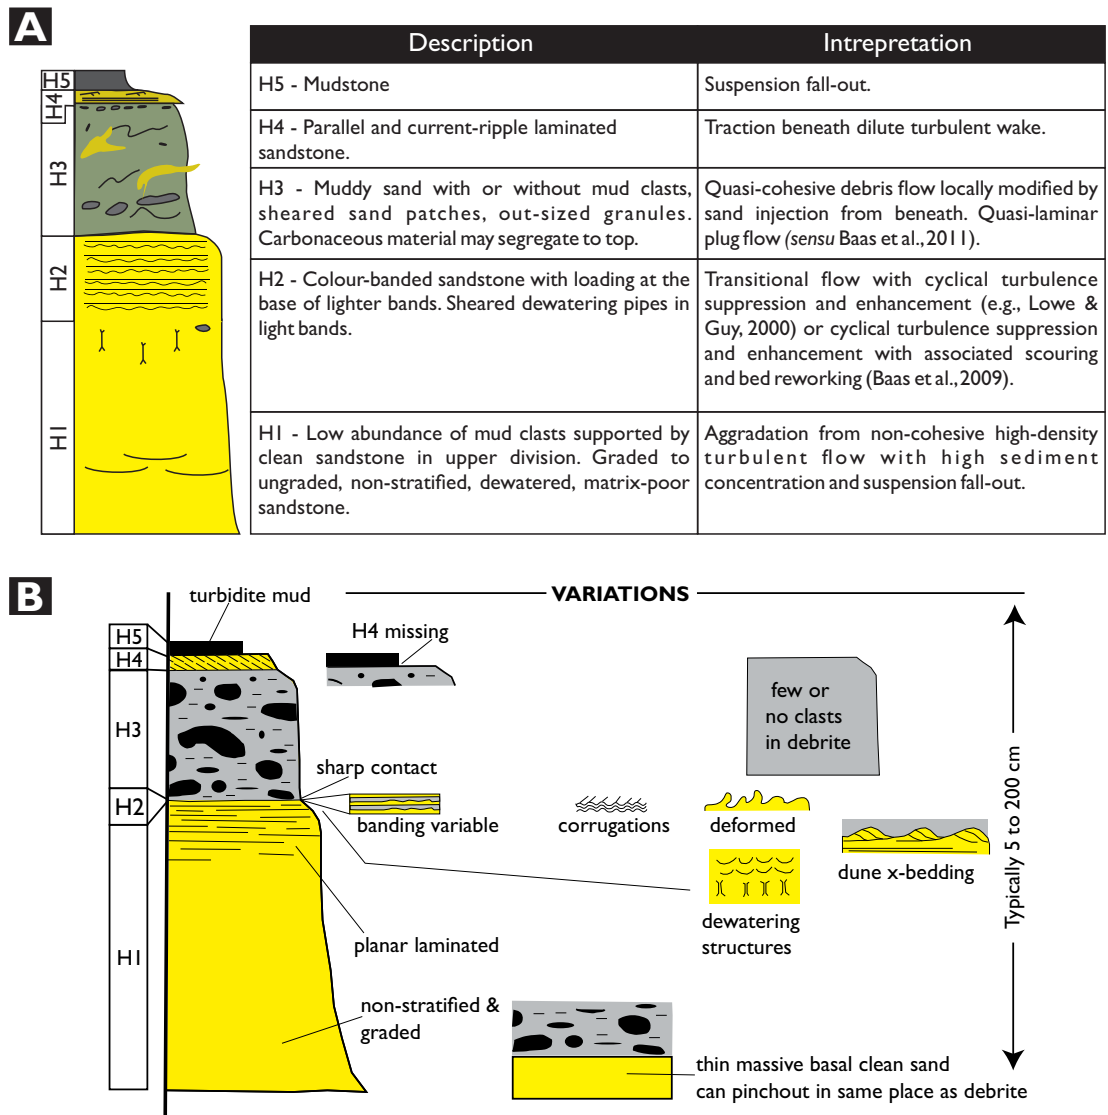 A
Description
Intrepretation
H5
H4
H3
H2
H1
H5 - Mudstone
Suspension fall-out.
H4 - Parallel and current-ripple laminated
sandstone.
Traction beneath dilute turbulent wake.
H3 - Muddy sand with or without mud clasts,
sheared sand patches, out-sized granules.
Carbonaceous material may segregate to top.
Quasi-cohesive debris flow locally modified by
sand injection from beneath. Quasi-laminar
plug flow (sensu Baas et al., 2011).
H2 - Colour-banded sandstone with loading at the
base of lighter bands. Sheared dewatering pipes in
light bands.
Transitional flow with cyclical turbulence
suppression and enhancement (e.g., Lowe &
Guy, 2000) or cyclical turbulence suppression
and enhancement with associated scouring
and bed reworking (Baas et al., 2009).
H1 - Low abundance of mud clasts supported by
clean sandstone in upper division. Graded to
ungraded, non-stratified, dewatered, matrix-poor
sandstone.
Aggradation from non-cohesive high-density
turbulent flow with high sediment
concentration and suspension fall-out.
B
turbidite mud
VARIATIONS
H5
H4
H3
H2
H1
H4 missing
few or
no clasts
in debrite
sharp contact
banding variable
corrugations
deformed
dune x-bedding
dewatering
structures
planar laminated
non-stratified &
graded
thin massive basal clean sand
can pinchout in same place as debrite
Typically 5 to 200 cm